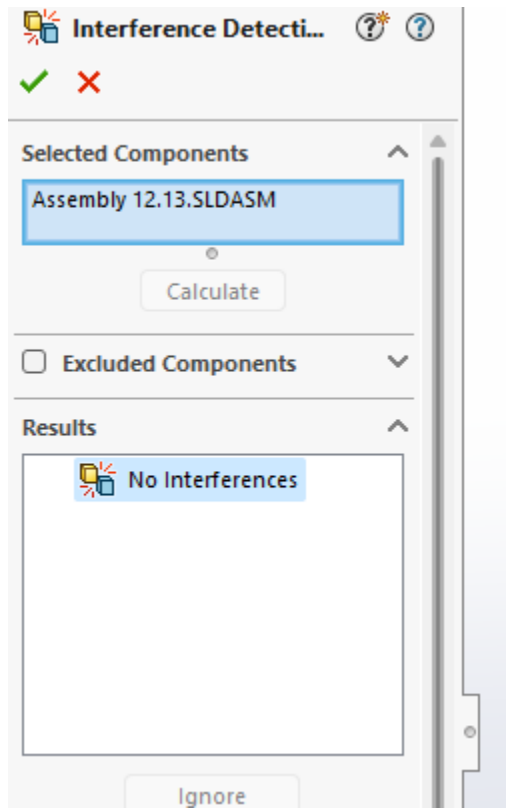 Interference Detecti...
Selected Components
Assembly 12.13.SLDASM
Calculate
Excluded Components
Results
No Interferences
Ignore